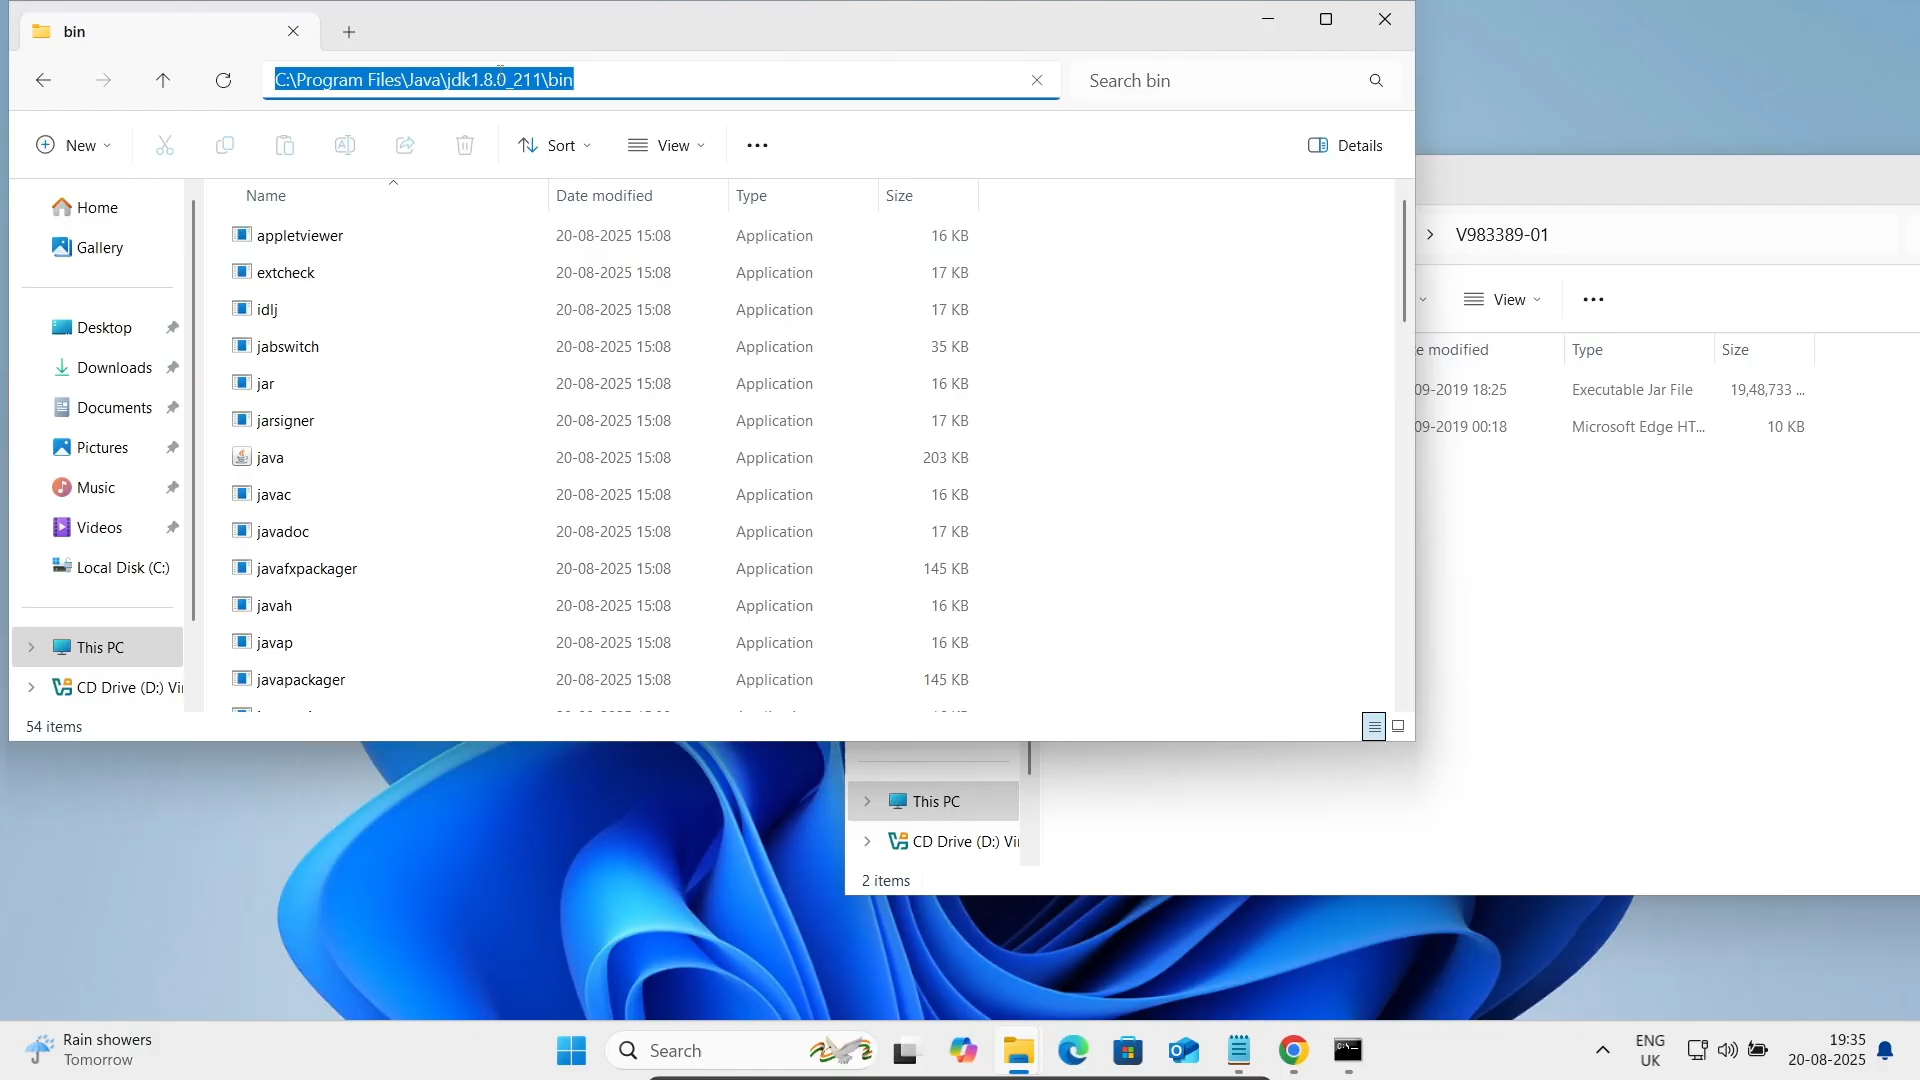 bin
C:\Program Files\Java\jdk1.8.0_211\bin
Search bin
New
Sort
View
Details
Home
Gallery
Desktop
Downloads
Documents
Pictures
Music
Videos
Local Disk (C:)
This PC
CD Drive (D:) Vir
Name Date modified Type Size
appletviewer 20-08-2025 15:08 Application 16 KB
extcheck 20-08-2025 15:08 Application 17 KB
idlj 20-08-2025 15:08 Application 17 KB
jabswitch 20-08-2025 15:08 Application 35 KB
jar 20-08-2025 15:08 Application 16 KB
jarsigner 20-08-2025 15:08 Application 17 KB
java 20-08-2025 15:08 Application 203 KB
javac 20-08-2025 15:08 Application 16 KB
javadoc 20-08-2025 15:08 Application 17 KB
javafxpackager 20-08-2025 15:08 Application 145 KB
javah 20-08-2025 15:08 Application 16 KB
javap 20-08-2025 15:08 Application 16 KB
javapackager 20-08-2025 15:08 Application 145 KB
54 items
V983389-01
View
e modified Type Size
09-2019 18:25 Executable Jar File 19,48,733 ...
09-2019 00:18 Microsoft Edge HT... 10 KB
This PC
CD Drive (D:) Vi
2 items
Rain showers
Tomorrow
Search
ENG
UK
19:35
20-08-2025